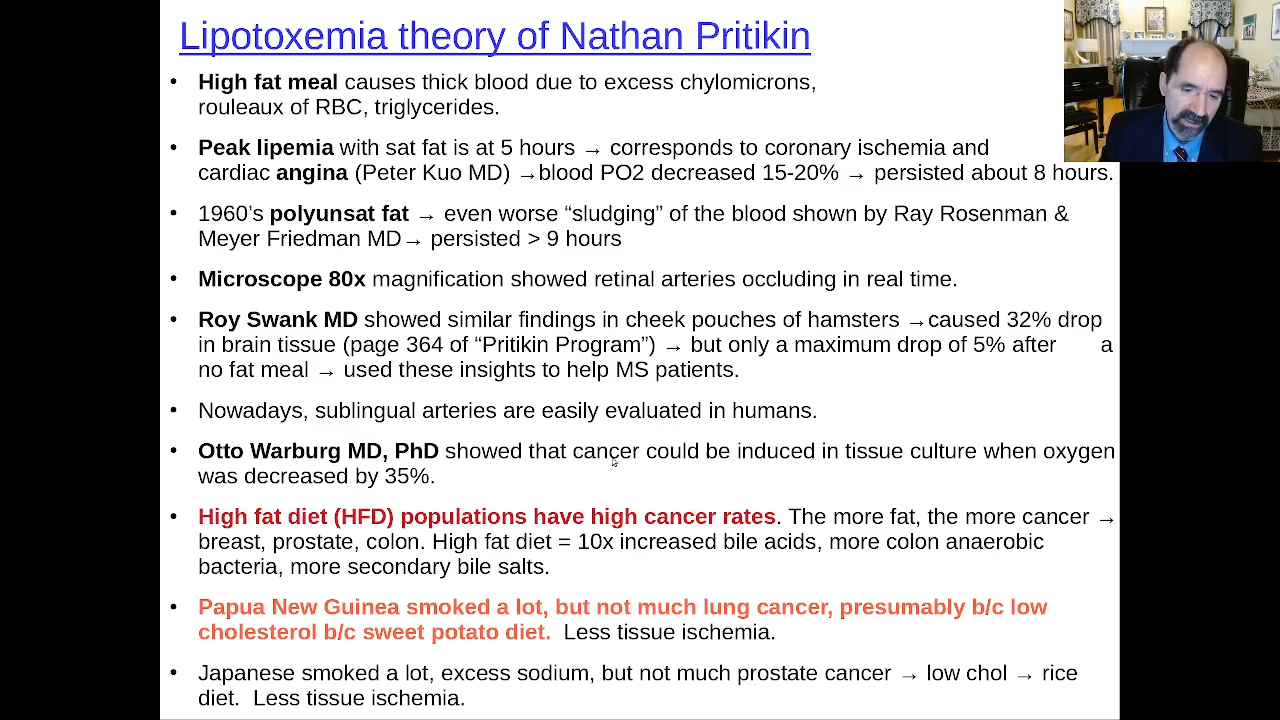 Lipotoxemia theory of Nathan Pritikin
• High fat meal causes thick blood due to excess chylomicrons,
rouleaux of RBC, triglycerides.
• Peak lipemia with sat fat is at 5 hours → corresponds to coronary ischemia and
cardiac angina (Peter Kuo MD) →blood PO2 decreased 15-20% → persisted about 8 hours.
• 1960’s polyunsat fat → even worse “sludging” of the blood shown by Ray Rosenman &
Meyer Friedman MD→ persisted > 9 hours
• Microscope 80x magnification showed retinal arteries occluding in real time.
• Roy Swank MD showed similar findings in cheek pouches of hamsters →caused 32% drop
in brain tissue (page 364 of “Pritikin Program”) → but only a maximum drop of 5% after a
no fat meal → used these insights to help MS patients.
• Nowadays, sublingual arteries are easily evaluated in humans.
• Otto Warburg MD, PhD showed that cancer could be induced in tissue culture when oxygen
was decreased by 35%.
• High fat diet (HFD) populations have high cancer rates. The more fat, the more cancer →
breast, prostate, colon. High fat diet = 10x increased bile acids, more colon anaerobic
bacteria, more secondary bile salts.
• Papua New Guinea smoked a lot, but not much lung cancer, presumably b/c low
cholesterol b/c sweet potato diet. Less tissue ischemia.
• Japanese smoked a lot, excess sodium, but not much prostate cancer → low chol → rice
diet. Less tissue ischemia.